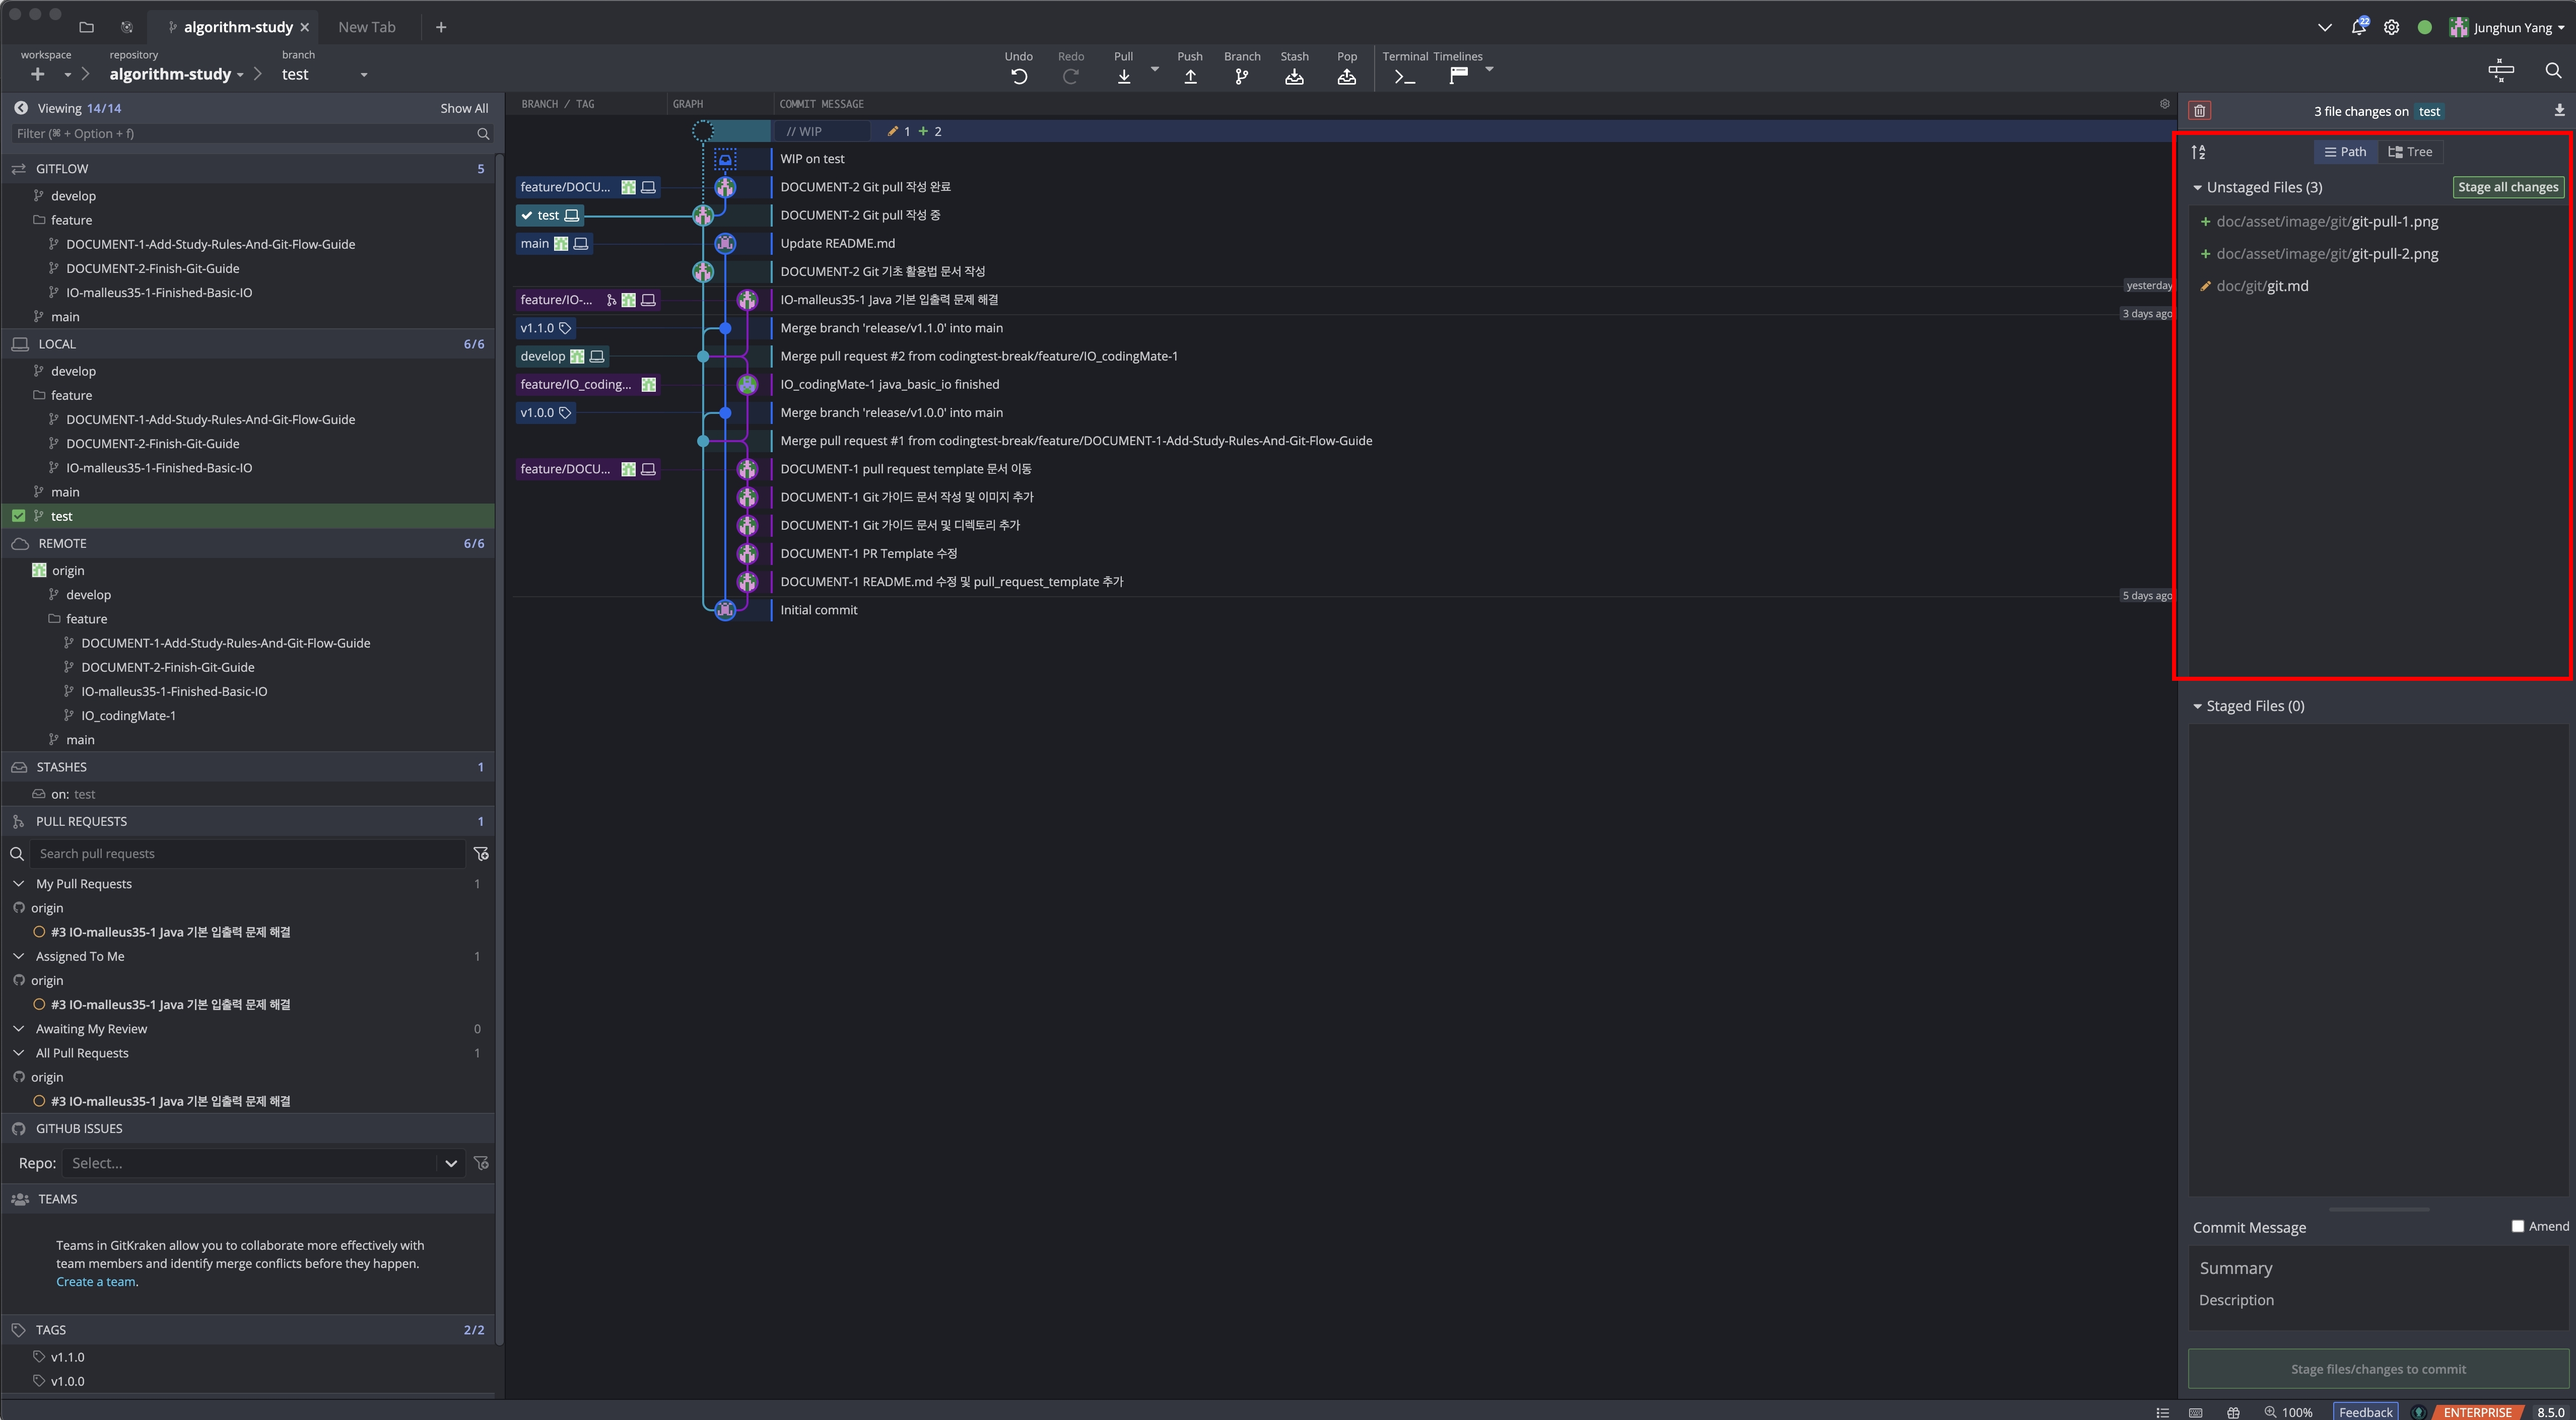 algorithm-study
New Tab
22
Junghun Yang
workspace
repository
algorithm-study
branch
test
Undo
Redo
Pull
Push
Branch
Stash
Pop
Terminal
Timelines
Viewing 14/14
Show All
Filter (⌘ + Option + f)
GITFLOW 5
develop
feature
DOCUMENT-1-Add-Study-Rules-And-Git-Flow-Guide
DOCUMENT-2-Finish-Git-Guide
IO-malleus35-1-Finished-Basic-IO
main
LOCAL 6/6
develop
feature
DOCUMENT-1-Add-Study-Rules-And-Git-Flow-Guide
DOCUMENT-2-Finish-Git-Guide
IO-malleus35-1-Finished-Basic-IO
main
test
REMOTE 6/6
origin
develop
feature
DOCUMENT-1-Add-Study-Rules-And-Git-Flow-Guide
DOCUMENT-2-Finish-Git-Guide
IO-malleus35-1-Finished-Basic-IO
IO_codingMate-1
main
STASHES 1
on: test
PULL REQUESTS 1
Search pull requests
My Pull Requests 1
origin
#3 IO-malleus35-1 Java 기본 입출력 문제 해결
Assigned To Me 1
origin
#3 IO-malleus35-1 Java 기본 입출력 문제 해결
Awaiting My Review 0
All Pull Requests 1
origin
#3 IO-malleus35-1 Java 기본 입출력 문제 해결
GITHUB ISSUES
Repo: Select...
TEAMS
Teams in GitKraken allow you to collaborate more effectively with
team members and identify merge conflicts before they happen.
Create a team.
TAGS 2/2
v1.1.0
v1.0.0
BRANCH / TAG GRAPH COMMIT MESSAGE
// WIP 1 + 2
WIP on test
feature/DOCU... DOCUMENT-2 Git pull 작성 완료
test DOCUMENT-2 Git pull 작성 중
main Update README.md
DOCUMENT-2 Git 기초 활용법 문서 작성
yesterday
feature/IO-... IO-malleus35-1 Java 기본 입출력 문제 해결
3 days ago
v1.1.0 Merge branch 'release/v1.1.0' into main
develop Merge pull request #2 from codingtest-break/feature/IO_codingMate-1
feature/IO_coding... IO_codingMate-1 java_basic_io finished
v1.0.0 Merge branch 'release/v1.0.0' into main
Merge pull request #1 from codingtest-break/feature/DOCUMENT-1-Add-Study-Rules-And-Git-Flow-Guide
feature/DOCU... DOCUMENT-1 pull request template 문서 이동
DOCUMENT-1 Git 가이드 문서 작성 및 이미지 추가
DOCUMENT-1 Git 가이드 문서 및 디렉토리 추가
DOCUMENT-1 PR Template 수정
DOCUMENT-1 README.md 수정 및 pull_request_template 추가
5 days ago
Initial commit
3 file changes on test
Path Tree
Unstaged Files (3) Stage all changes
+ doc/asset/image/git/git-pull-1.png
+ doc/asset/image/git/git-pull-2.png
doc/git/git.md
Staged Files (0)
Commit Message Amend
Summary
Description
Stage files/changes to commit
100% Feedback ENTERPRISE 8.5.0